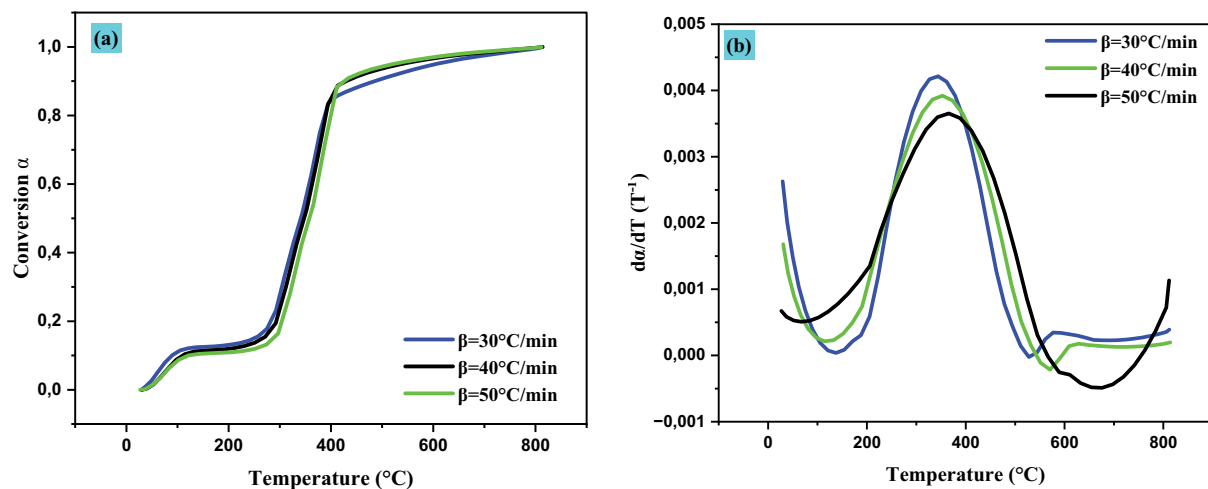 (a)
1,0
0,8
0,6
0,4
0,2
0,0
Conversion α
β=30°C/min
β=40°C/min
β=50°C/min
0
200
400
600
800
Temperature (°C)
(b)
0,005
0,004
0,003
0,002
0,001
0,000
−0,001
dα/dT (T⁻¹)
β=30°C/min
β=40°C/min
β=50°C/min
0
200
400
600
800
Temperature (°C)